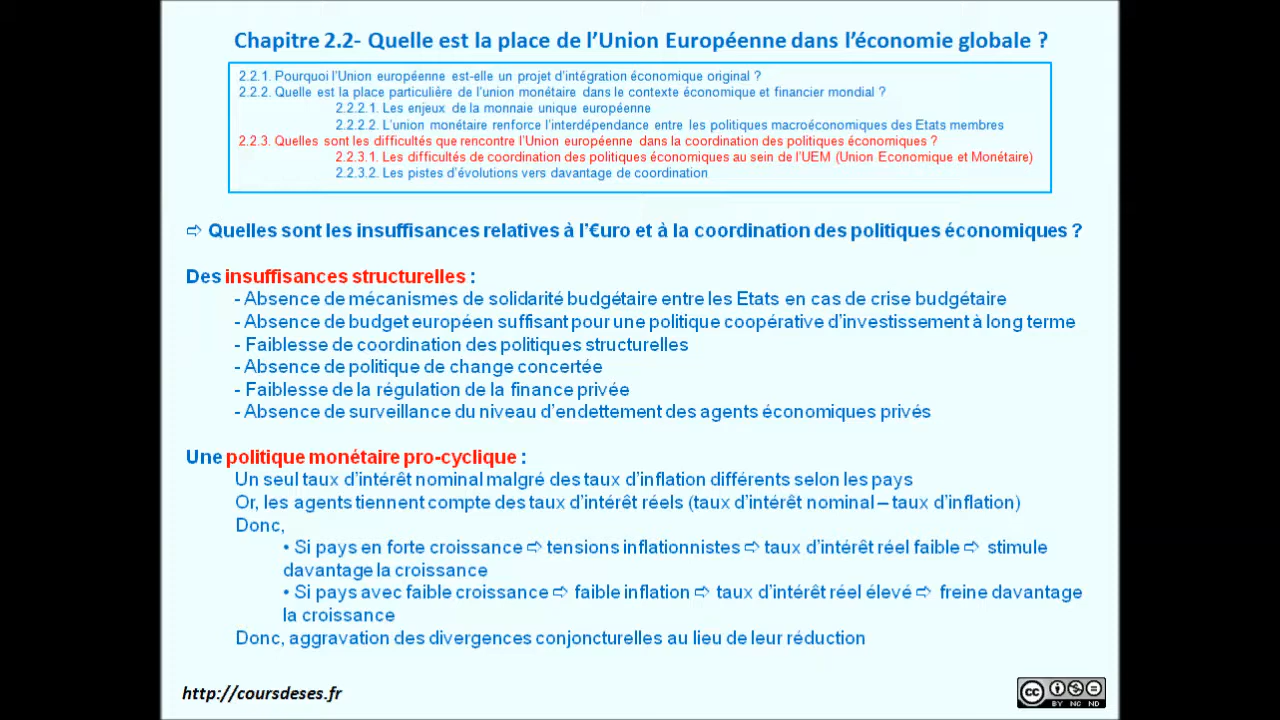 Chapitre 2.2- Quelle est la place de l'Union Européenne dans l'économie globale ?
2.2.1. Pourquoi l'Union européenne est-elle un projet d'intégration économique original ?
2.2.2. Quelle est la place particulière de l'union monétaire dans le contexte économique et financier mondial ?
2.2.2.1. Les enjeux de la monnaie unique européenne
2.2.2.2. L'union monétaire renforce l'interdépendance entre les politiques macroéconomiques des Etats membres
2.2.3. Quelles sont les difficultés que rencontre l'Union européenne dans la coordination des politiques économiques ?
2.2.3.1. Les difficultés de coordination des politiques économiques au sein de l'UEM (Union Economique et Monétaire)
2.2.3.2. Les pistes d'évolutions vers davantage de coordination
⇨ Quelles sont les insuffisances relatives à l'€uro et à la coordination des politiques économiques ?
Des insuffisances structurelles :
- Absence de mécanismes de solidarité budgétaire entre les Etats en cas de crise budgétaire
- Absence de budget européen suffisant pour une politique coopérative d'investissement à long terme
- Faiblesse de coordination des politiques structurelles
- Absence de politique de change concertée
- Faiblesse de la régulation de la finance privée
- Absence de surveillance du niveau d'endettement des agents économiques privés
Une politique monétaire pro-cyclique :
Un seul taux d'intérêt nominal malgré des taux d'inflation différents selon les pays
Or, les agents tiennent compte des taux d'intérêt réels (taux d'intérêt nominal – taux d'inflation)
Donc,
• Si pays en forte croissance ⇨ tensions inflationnistes ⇨ taux d'intérêt réel faible ⇨ stimule
davantage la croissance
• Si pays avec faible croissance ⇨ faible inflation ⇨ taux d'intérêt réel élevé ⇨ freine davantage
la croissance
Donc, aggravation des divergences conjoncturelles au lieu de leur réduction
http://coursdeses.fr
cc
BY NC ND